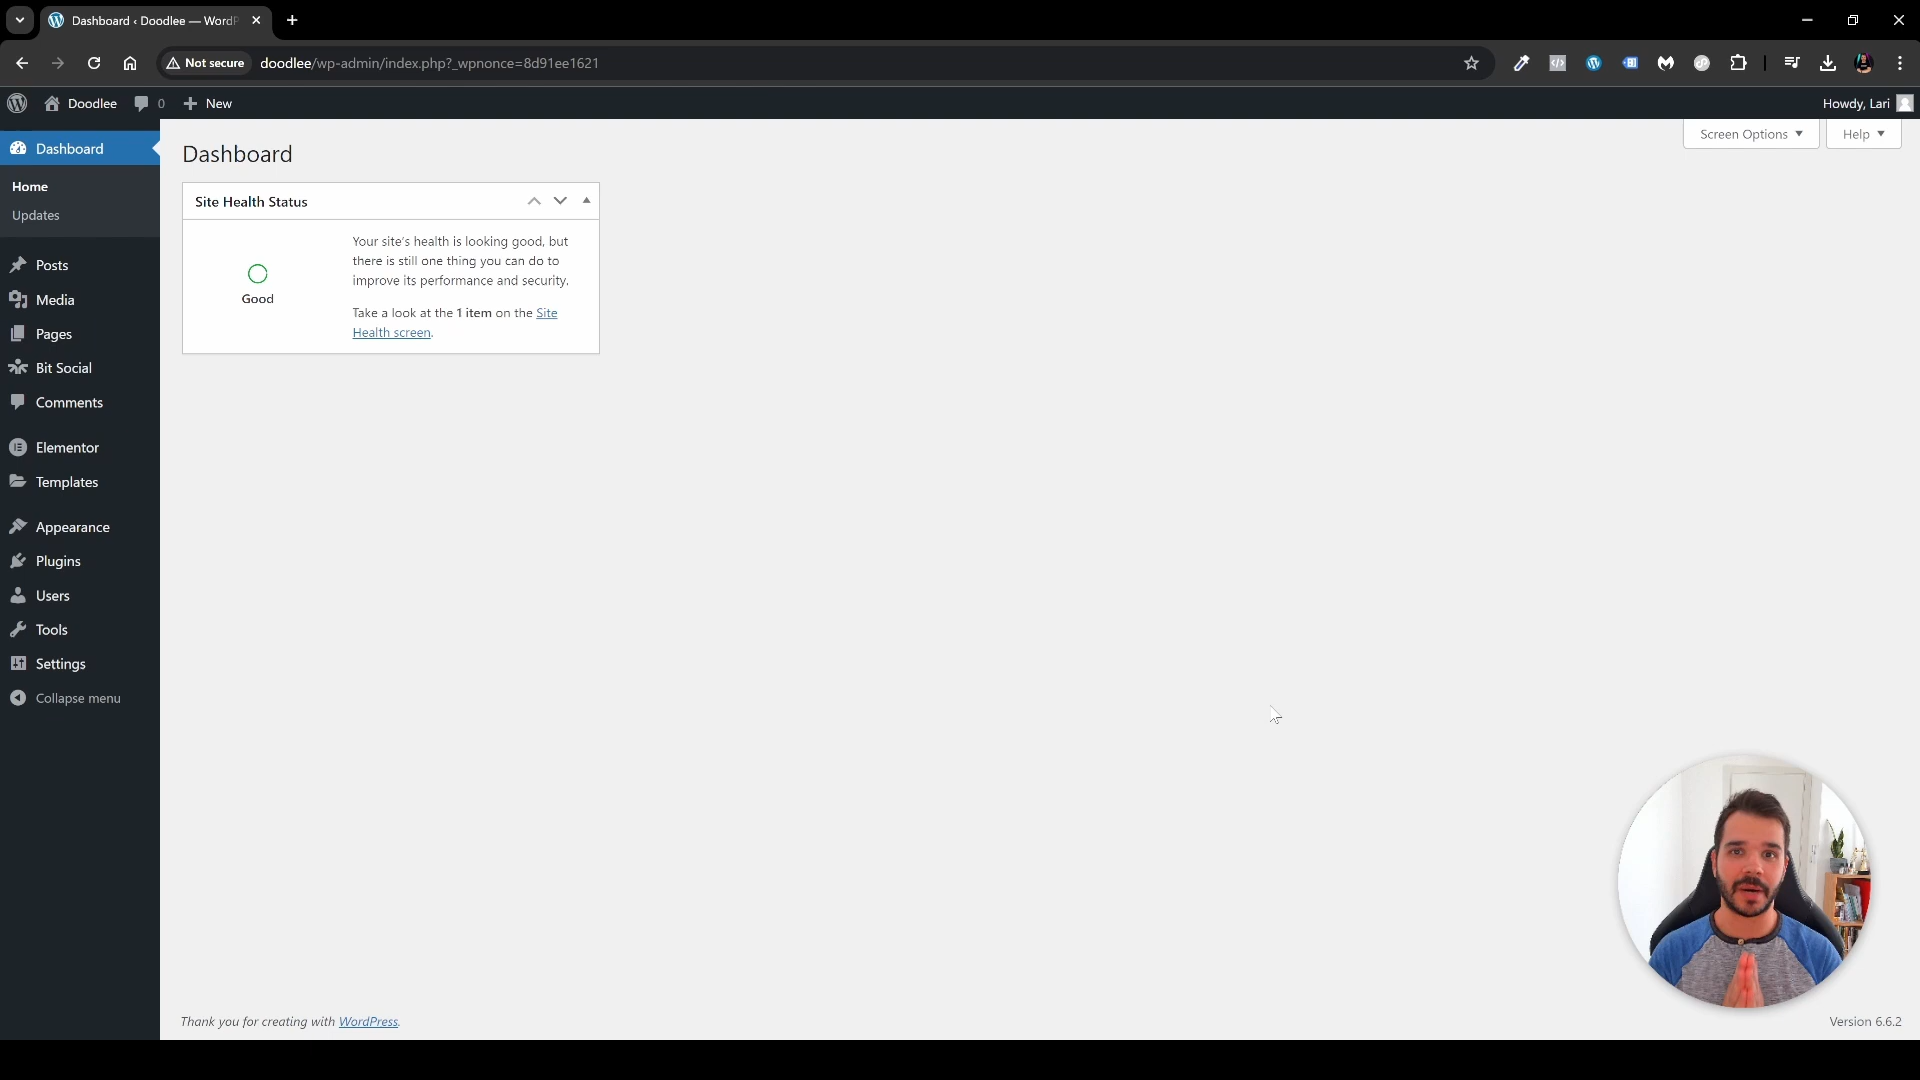 Dashboard ‹ Doodlee — WordP
Not secure
doodlee/wp-admin/index.php?_wpnonce=8d91ee1621
Doodlee
0
New
Howdy, Lari
Dashboard
Home
Updates
Posts
Media
Pages
Bit Social
Comments
Elementor
Templates
Appearance
Plugins
Users
Tools
Settings
Collapse menu
Screen Options
Help
Dashboard
Site Health Status
Good
Your site’s health is looking good, but
there is still one thing you can do to
improve its performance and security.
Take a look at the 1 item on the Site
Health screen.
Thank you for creating with WordPress.
Version 6.6.2